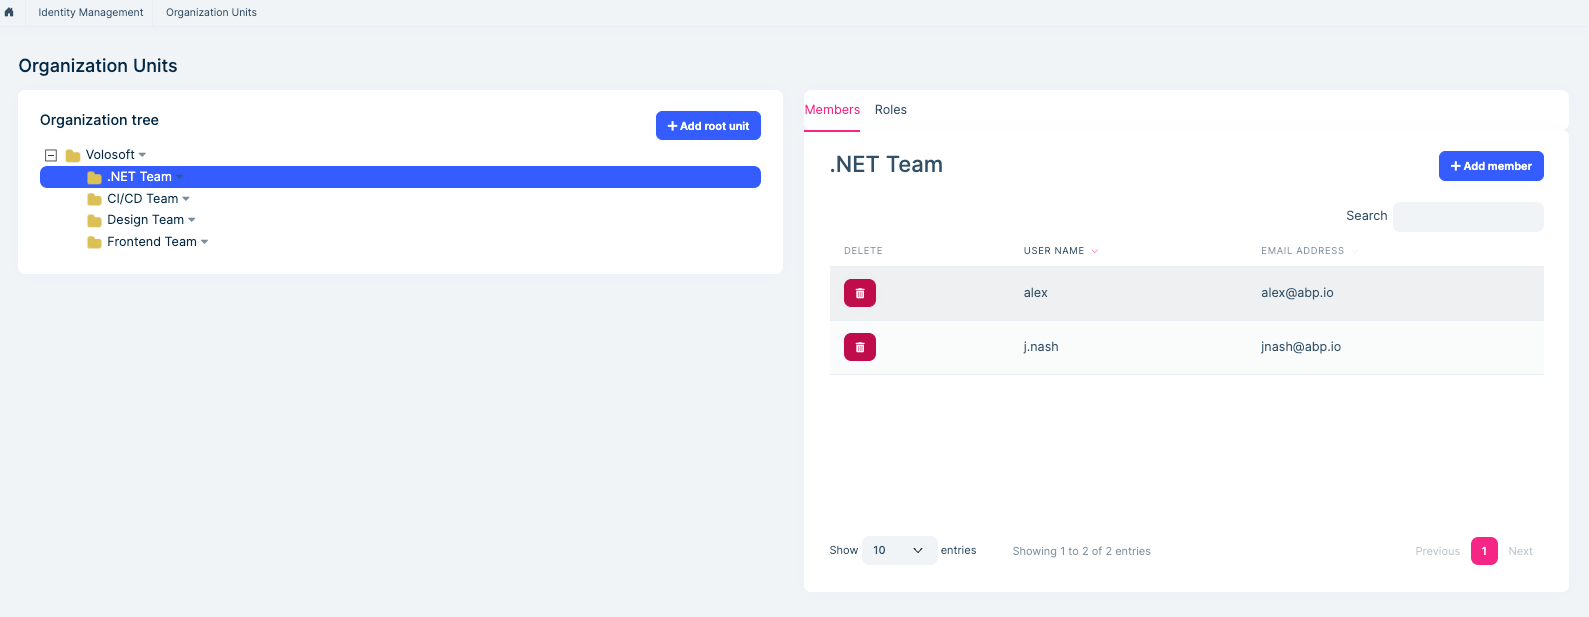 Identity Management Organization Units
Organization Units
Organization tree
+ Add root unit
Volosoft
.NET Team
CI/CD Team
Design Team
Frontend Team
Members Roles
.NET Team
+ Add member
Search
DELETE USER NAME EMAIL ADDRESS
alex alex@abp.io
j.nash jnash@abp.io
Show 10 entries Showing 1 to 2 of 2 entries Previous 1 Next